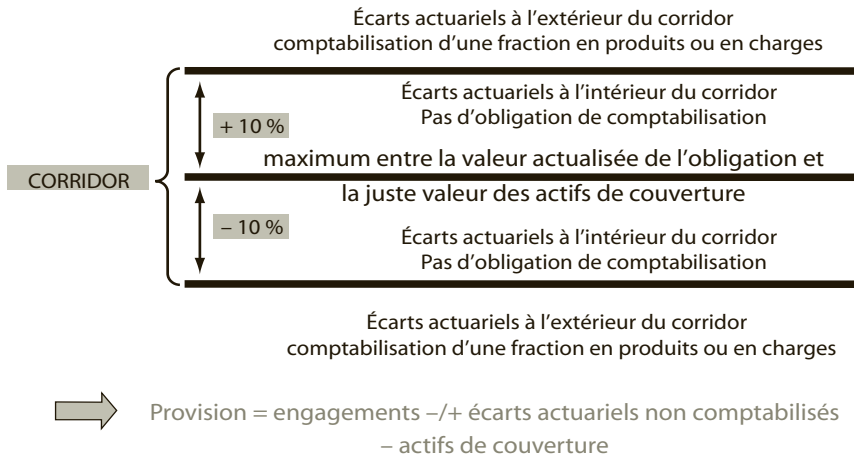 Écarts actuariels à l’extérieur du corridor
comptabilisation d’une fraction en produits ou en charges
Écarts actuariels à l’intérieur du corridor
+ 10 %
Pas d’obligation de comptabilisation
maximum entre la valeur actualisée de l’obligation et
CORRIDOR
la juste valeur des actifs de couverture
– 10 %
Écarts actuariels à l’intérieur du corridor
Pas d’obligation de comptabilisation
Écarts actuariels à l’extérieur du corridor
comptabilisation d’une fraction en produits ou en charges
Provision = engagements –/+ écarts actuariels non comptabilisés
– actifs de couverture